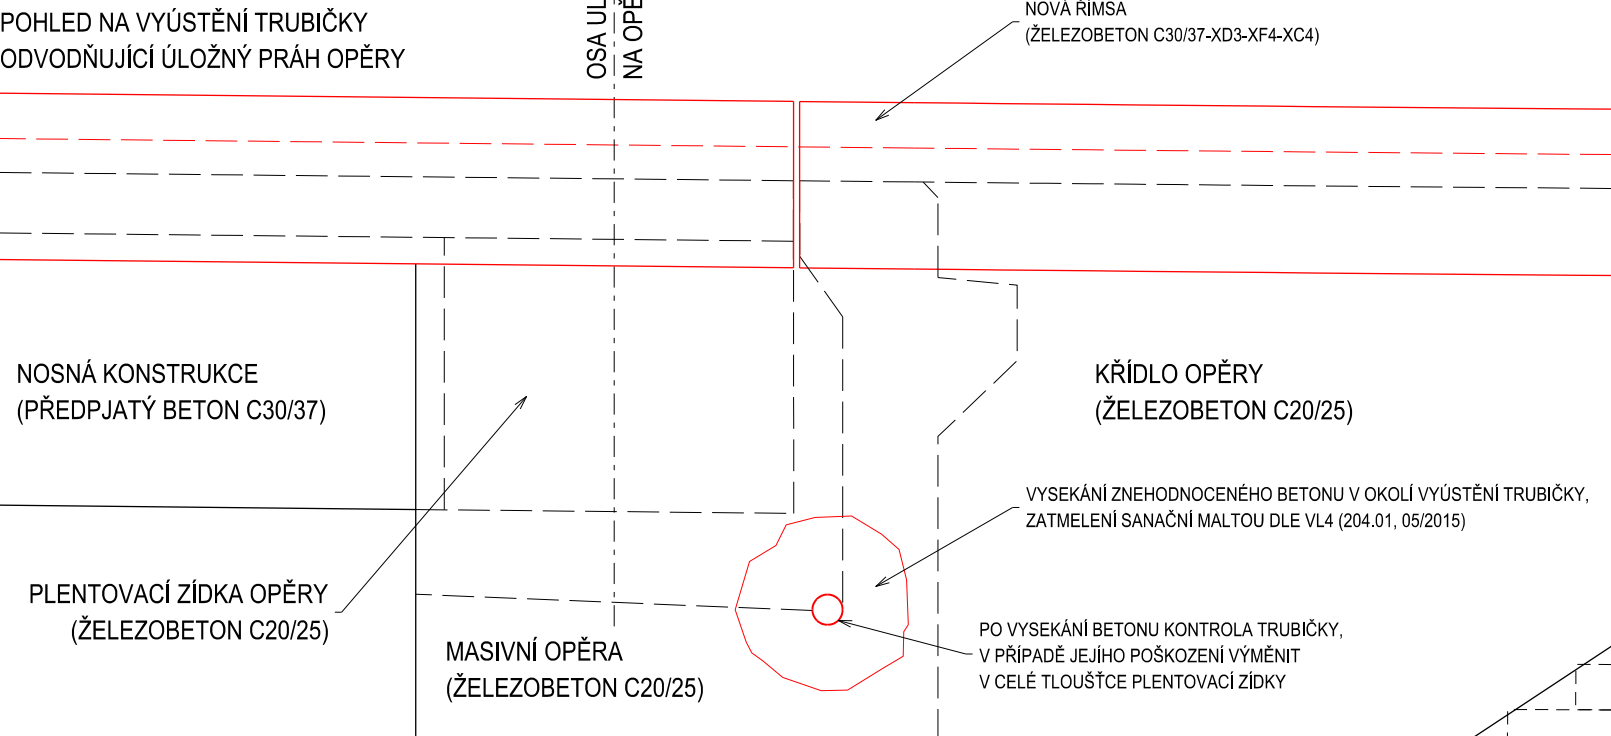 POHLED NA VYÚSTĚNÍ TRUBIČKY
ODVODŇUJÍCÍ ÚLOŽNÝ PRÁH OPĚRY
OSA
NA
NOVÁ ŘÍMSA
(ŽELEZOBETON C30/37-XD3-XF4-XC4)
NOSNÁ KONSTRUKCE
(PŘEDPJATÝ BETON C30/37)
KŘÍDLO OPĚRY
(ŽELEZOBETON C20/25)
VYSEKÁNÍ ZNEHODNOCENÉHO BETONU V OKOLÍ VYÚSTĚNÍ TRUBIČKY,
ZATMELENÍ SANAČNÍ MALTOU DLE VL4 (204.01, 05/2015)
PLENTOVACÍ ZÍDKA OPĚRY
(ŽELEZOBETON C20/25)
MASIVNÍ OPĚRA
(ŽELEZOBETON C20/25)
PO VYSEKÁNÍ BETONU KONTROLA TRUBIČKY,
V PŘÍPADĚ JEJÍHO POŠKOZENÍ VÝMĚNIT
V CELÉ TLOUŠŤCE PLENTOVACÍ ZÍDKY